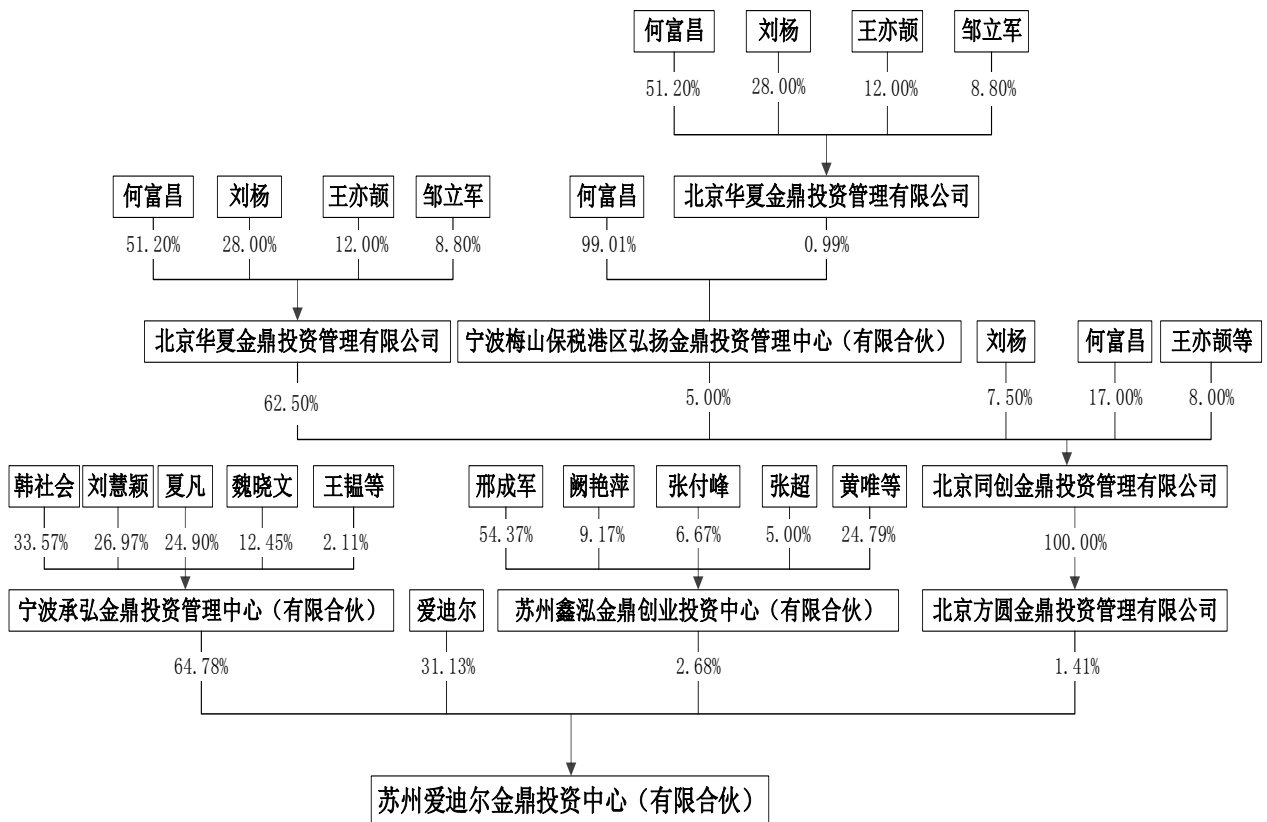 何富昌 刘杨 王亦颉 邹立军
51.20% 28.00% 12.00% 8.80%
何富昌 刘杨 王亦颉 邹立军 何富昌 北京华夏金鼎投资管理有限公司
51.20% 28.00% 12.00% 8.80% 99.01% 0.99%
北京华夏金鼎投资管理有限公司 宁波梅山保税港区弘扬金鼎投资管理中心（有限合伙） 刘杨 何富昌 王亦颉等
62.50% 5.00% 7.50% 17.00% 8.00%
韩社会 刘慧颖 夏凡 魏晓文 王韫等 邢成军 阙艳萍 张付峰 张超 黄唯等 北京同创金鼎投资管理有限公司
33.57% 26.97% 24.90% 12.45% 2.11% 54.37% 9.17% 6.67% 5.00% 24.79% 100.00%
宁波承弘金鼎投资管理中心（有限合伙） 爱迪尔 苏州鑫泓金鼎创业投资中心（有限合伙） 北京方圆金鼎投资管理有限公司
64.78% 31.13% 2.68% 1.41%
苏州爱迪尔金鼎投资中心（有限合伙）